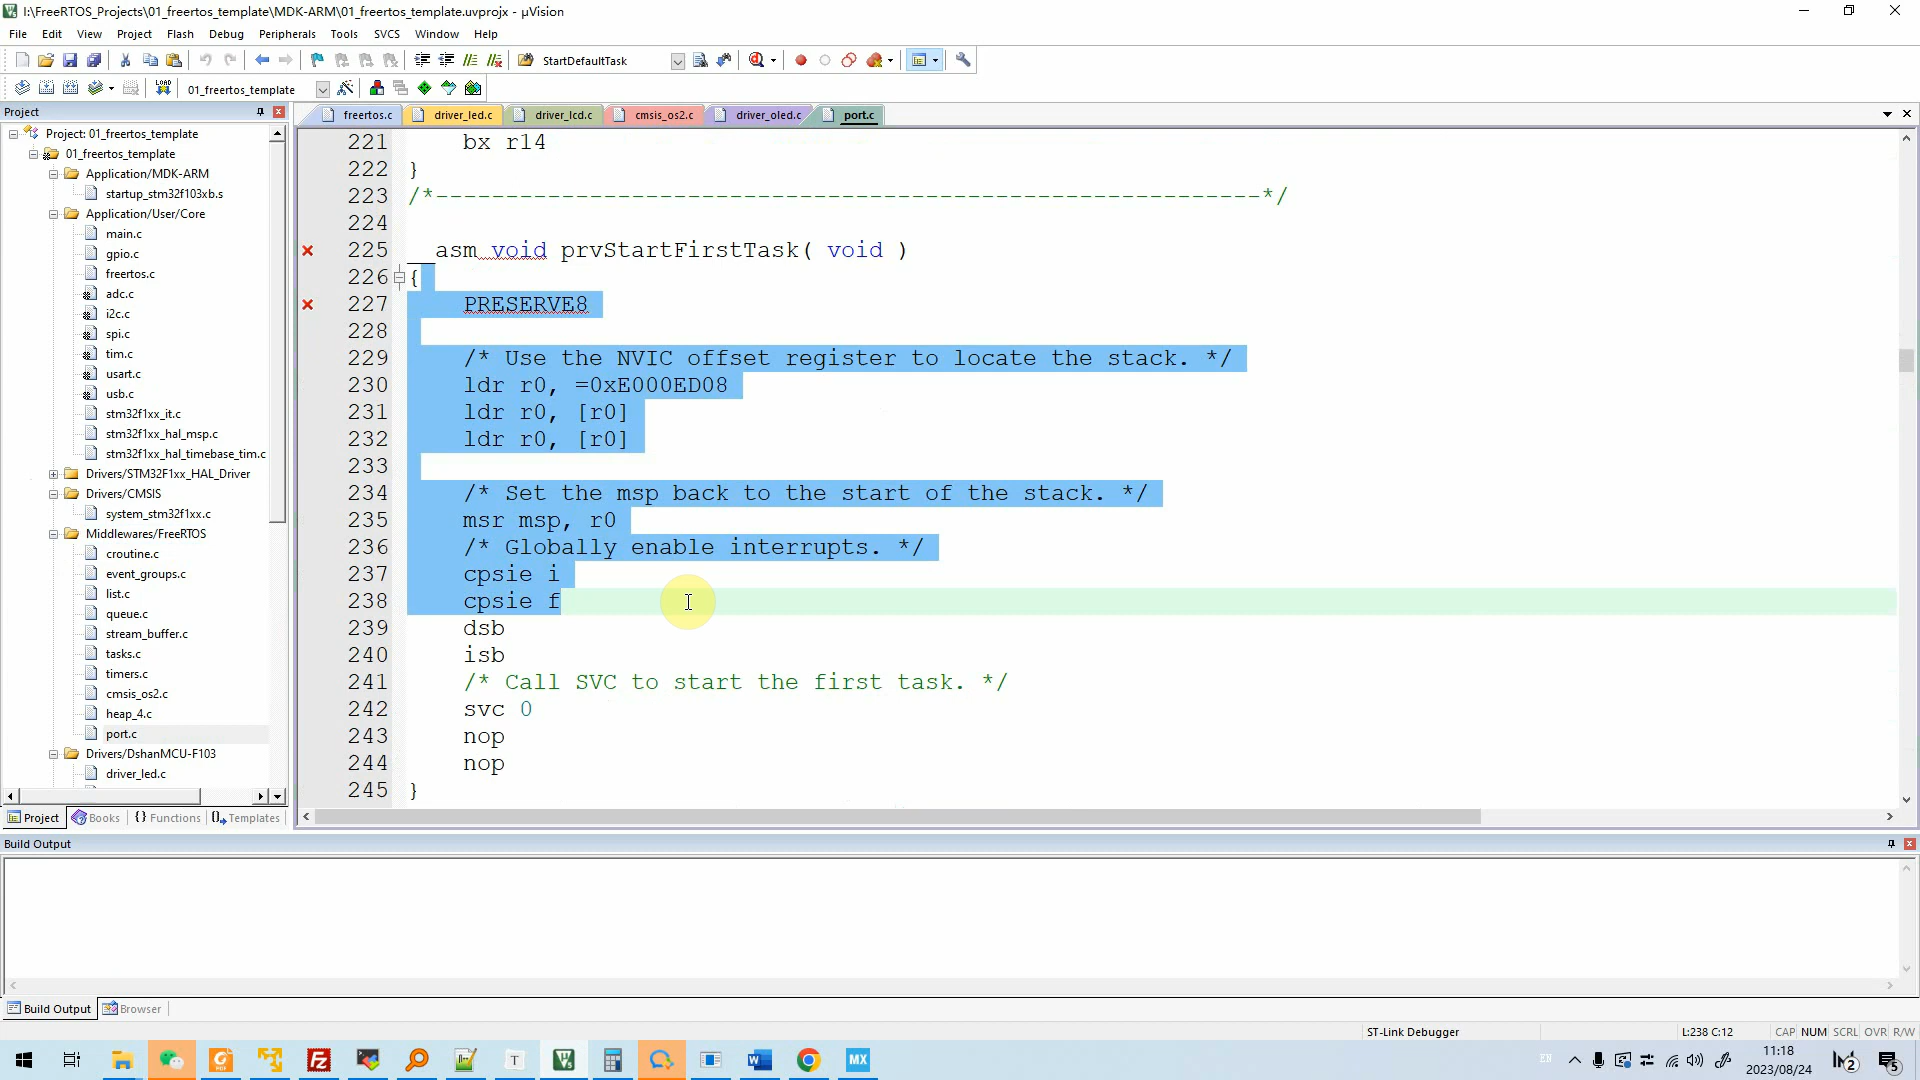 I:\FreeRTOS_Projects\01_freertos_template\MDK-ARM\01_freertos_template.uvprojx - µVision
File Edit View Project Flash Debug Peripherals Tools SVCS Window Help
StartDefaultTask
LOAD 01_freertos_template
Project
freertos.c driver_led.c driver_lcd.c cmsis_os2.c driver_oled.c port.c
Project: 01_freertos_template
01_freertos_template
Application/MDK-ARM
startup_stm32f103xb.s
Application/User/Core
main.c
gpio.c
freertos.c
adc.c
i2c.c
spi.c
tim.c
usart.c
usb.c
stm32f1xx_it.c
stm32f1xx_hal_msp.c
stm32f1xx_hal_timebase_tim.c
Drivers/STM32F1xx_HAL_Driver
Drivers/CMSIS
system_stm32f1xx.c
Middlewares/FreeRTOS
croutine.c
event_groups.c
list.c
queue.c
stream_buffer.c
tasks.c
timers.c
cmsis_os2.c
heap_4.c
port.c
Drivers/DshanMCU-F103
driver_led.c
Project Books {} Functions Templates
221 bx r14
222 }
223 /*-----------------------------------------------------------*/
224
225 __asm void prvStartFirstTask( void )
226 {
227 PRESERVE8
228
229 /* Use the NVIC offset register to locate the stack. */
230 ldr r0, =0xE000ED08
231 ldr r0, [r0]
232 ldr r0, [r0]
233
234 /* Set the msp back to the start of the stack. */
235 msr msp, r0
236 /* Globally enable interrupts. */
237 cpsie i
238 cpsie f
239 dsb
240 isb
241 /* Call SVC to start the first task. */
242 svc 0
243 nop
244 nop
245 }
Build Output
Build Output Browser
ST-Link Debugger L:238 C:12 CAP NUM SCRL OVR R/W
T MX EN 11:18
2023/08/24 2 5